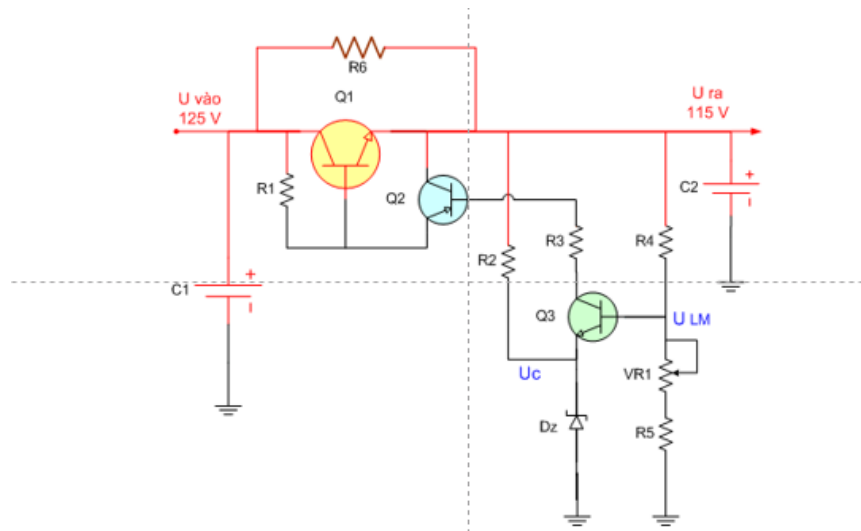 R6
Q1
U vào
125 V
U ra
115 V
R1
Q2
C2
+
R2
R3
R4
C1
+
Q3
U LM
Uc
VR1
Dz
R5